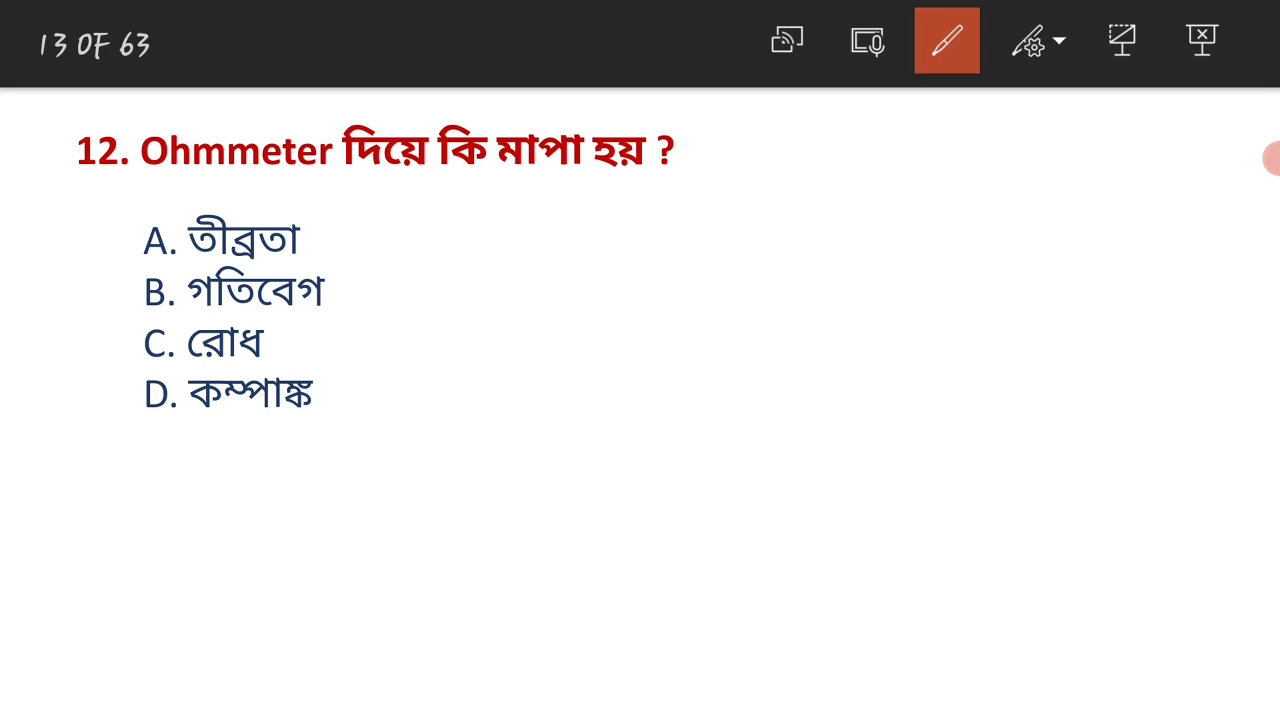 13 OF 63
12. Ohmmeter দিয়ে কি মাপা হয় ?
A. তীব্রতা
B. গতিবেগ
C. রোধ
D. কম্পাঙ্ক